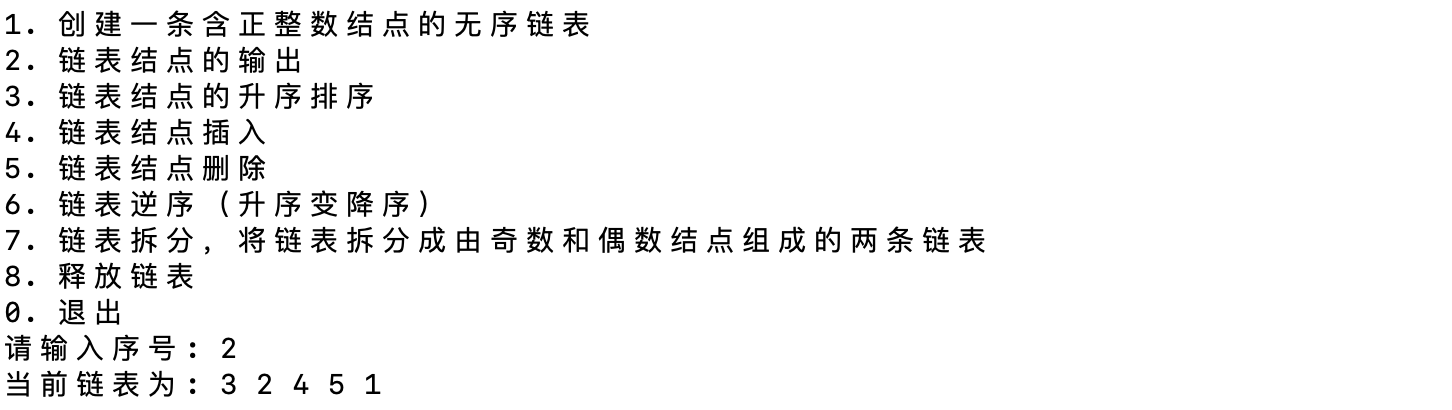 1. 创建一条含正整数结点的无序链表
2. 链表结点的输出
3. 链表结点的升序排序
4. 链表结点插入
5. 链表结点删除
6. 链表逆序（升序变降序）
7. 链表拆分，将链表拆分成由奇数和偶数结点组成的两条链表
8. 释放链表
0. 退出
请输入序号: 2
当前链表为: 3 2 4 5 1